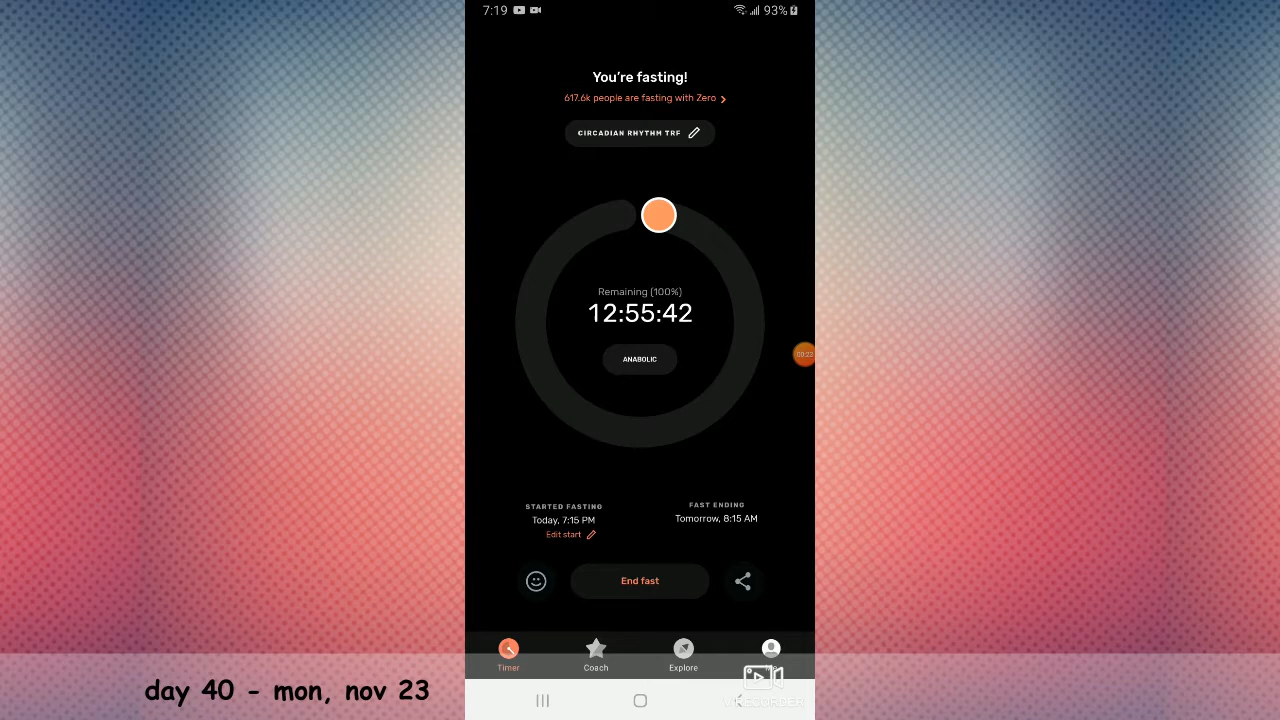 7:19
93%
You're fasting!
617.6k people are fasting with Zero
CIRCADIAN RHYTHM TRF
Remaining (100%)
12:55:42
ANABOLIC
00:22
STARTED FASTING
Today, 7:15 PM
Edit start
FAST ENDING
Tomorrow, 8:15 AM
End fast
Timer
Coach
Explore
day 40 - mon, nov 23